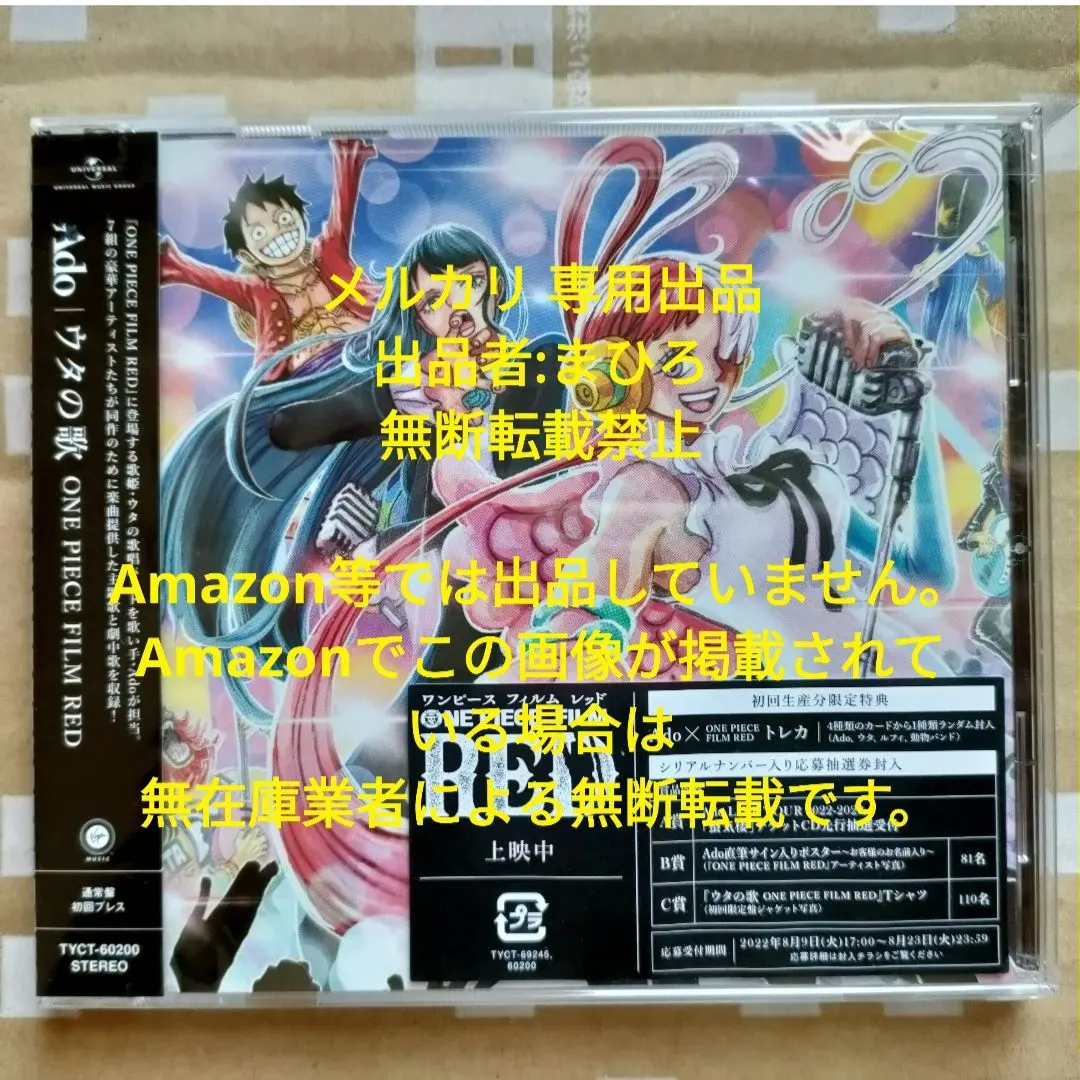 UNIVERSAL
UNIVERSAL MUSIC GROUP
Ado | ウタの歌 ONE PIECE FILM RED
『ONE PIECE FILM RED』に登場する歌姫・ウタの歌唱を歌い手・Adoが担当。
7組の豪華アーティストたちが同作のために楽曲提供した主題歌と劇中歌を収録！
Virgin
MUSIC
通常盤
初回プレス
TYCT-60200
STEREO
メルカリ 専用出品
出品者:まひろ
無断転載禁止
Amazon等では出品していません。
Amazonでこの画像が掲載されて
いる場合は
無在庫業者による無断転載です。
ワンピース フィルム レッド
ONE PIECE FILM
RED
上映中
プラ
TYCT-69245,
60200
初回生産分限定特典
Ado× ONE PIECE FILM RED トレカ | 4種類のカードから1種類ランダム封入
(Ado, ウタ, ルフィ, 動物バンド)
シリアルナンバー入り応募抽選券封入
B賞 Ado直筆サイン入りポスター～お客様のお名前入り～ 81名
(『ONE PIECE FILM RED』アーティスト写真)
C賞 『ウタの歌 ONE PIECE FILM RED』Tシャツ 110名
(初回限定盤ジャケット写真)
応募受付期間 2022年8月9日(火)17:00～8月23日(火)23:59
応募詳細は封入チラシをご覧ください